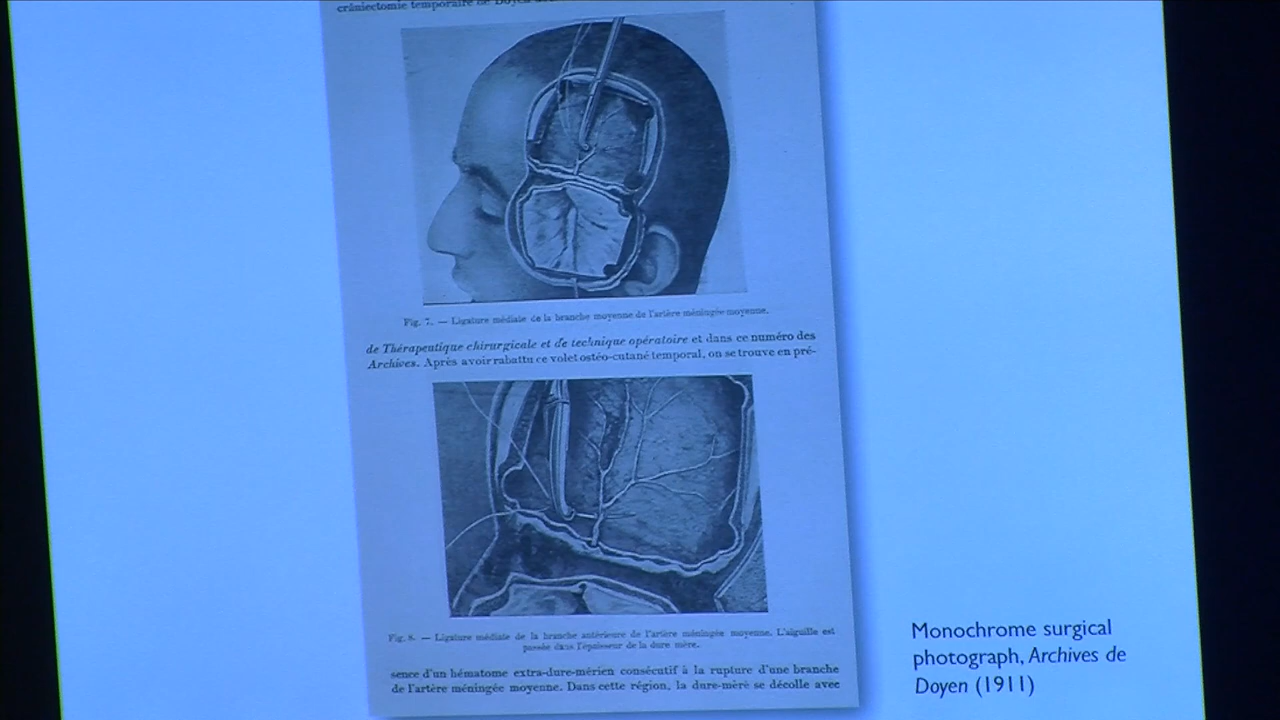 crâniectomie temporaire de Doyen
Fig. 7. — Ligature médiate de la branche moyenne de l'artère méningée moyenne.
de Thérapeutique chirurgicale et de technique opératoire et dans ce numéro des
Archives. Après avoir rabattu ce volet ostéo-cutané temporal, on se trouve en pré-
Fig. 8. — Ligature médiate de la branche antérieure de l'artère méningée moyenne. L'aiguille est
passée dans l'épaisseur de la dure mère.
sence d'un hématome extra-dure-mérien consécutif à la rupture d'une branche
de l'artère méningée moyenne. Dans cette région, la dure-mère se décolle avec
Monochrome surgical
photograph, Archives de
Doyen (1911)